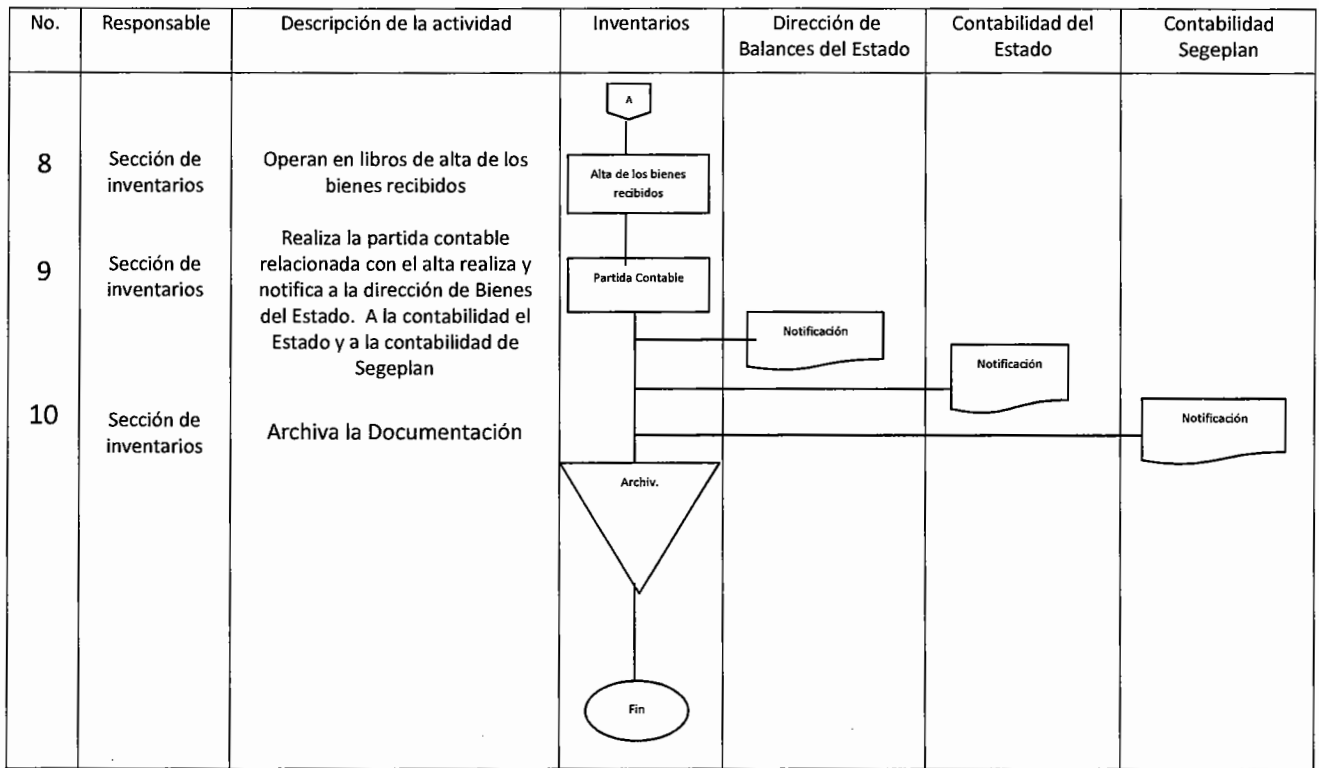 No.
Responsable
Descripción de la actividad
Inventarios
Dirección de
Balances del Estado
Contabilidad del
Estado
Contabilidad
Segeplan
A
8
Sección de
inventarios
Operan en libros de alta de los
bienes recibidos
Alta de los bienes
recibidos
9
Sección de
inventarios
Realiza la partida contable
relacionada con el alta realiza y
notifica a la dirección de Bienes
del Estado. A la contabilidad el
Estado y a la contabilidad de
Segeplan
Partida Contable
Notificación
Notificación
Notificación
10
Sección de
inventarios
Archiva la Documentación
Archiv.
Fin